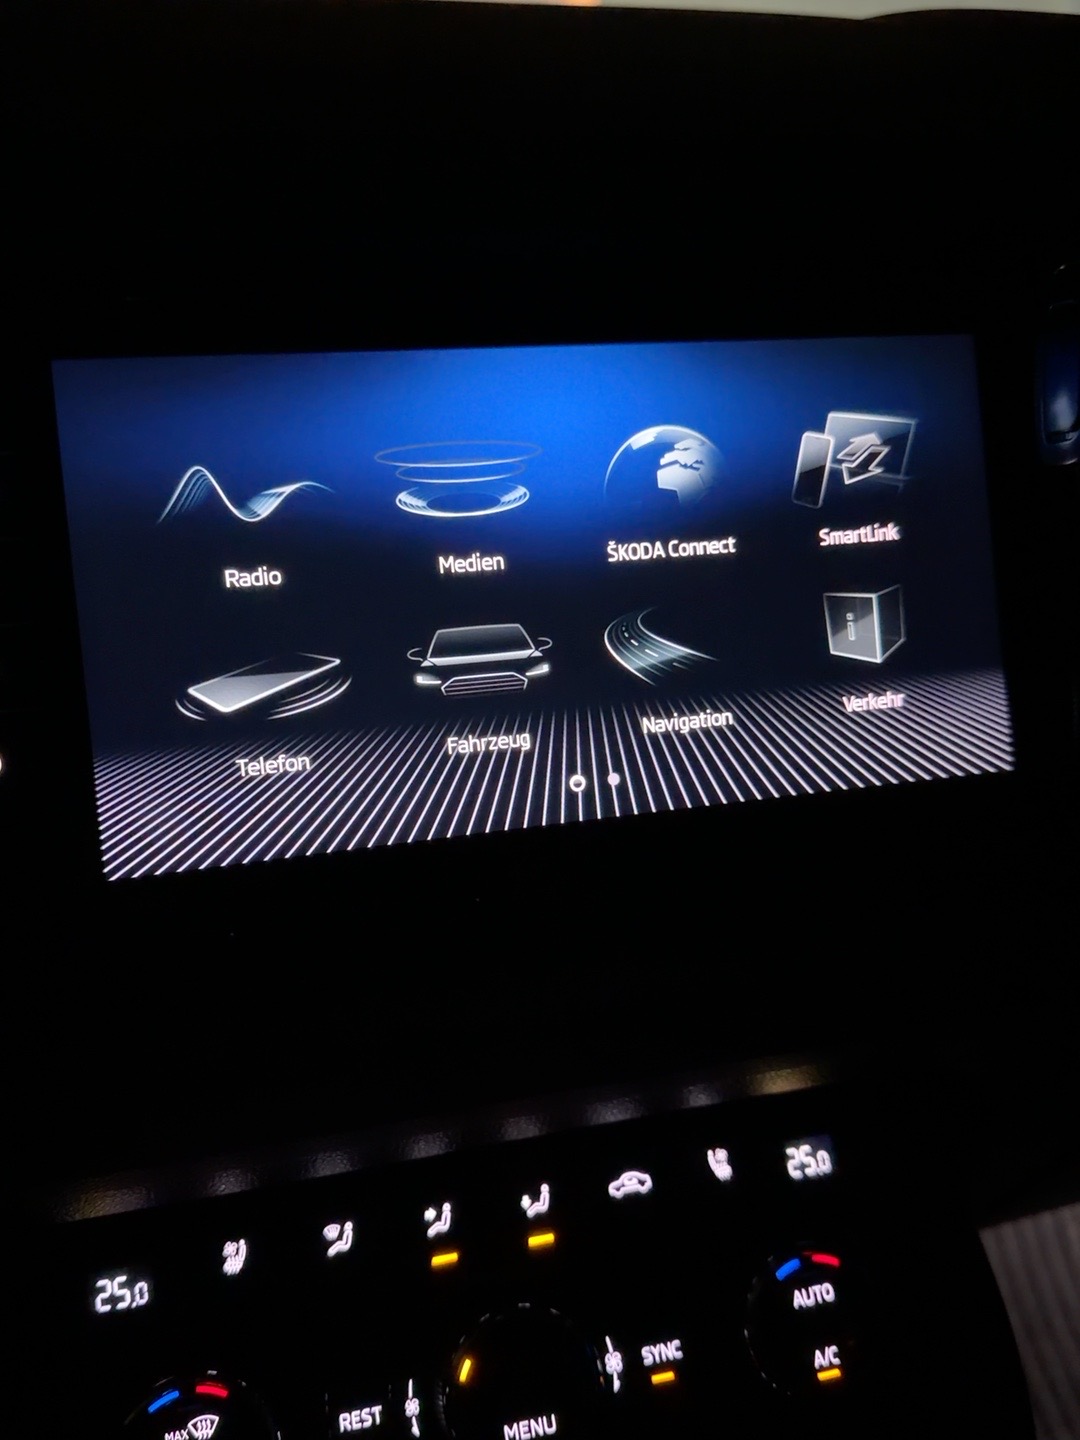 Radio
Medien
ŠKODA Connect
SmartLink
Telefon
Fahrzeug
Navigation
Verkehr
25.0
25.0
AUTO
SYNC
A/C
REST
MAX
MENU